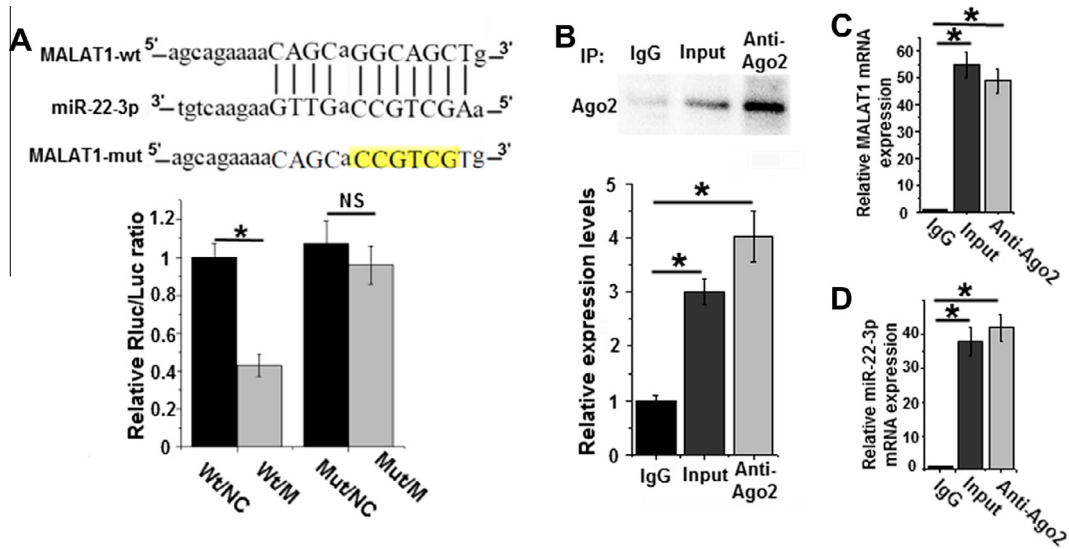 A
MALAT1-wt 5'—agcagaaaaCAGCaGGCAGCTg—3'
miR-22-3p 3'—tgtcaagaaGTTGaCCGTCGAa—5'
MALAT1-mut 5'—agcagaaaaCAGCaCCGTCGTg—3'
Relative Rluc/Luc ratio
1.2
1
0.8
0.6
0.4
0.2
0
*
NS
Wt/NC
Wt/M
Mut/NC
Mut/M
B
IP: IgG Input Anti-Ago2
Ago2
Relative expression levels
5
4
3
2
1
0
*
*
IgG
Input
Anti-Ago2
C
Relative MALAT1 mRNA expression
60
50
40
30
20
10
0
*
*
IgG
Input
Anti-Ago2
D
Relative miR-22-3p mRNA expression
40
30
20
10
0
*
*
IgG
Input
Anti-Ago2